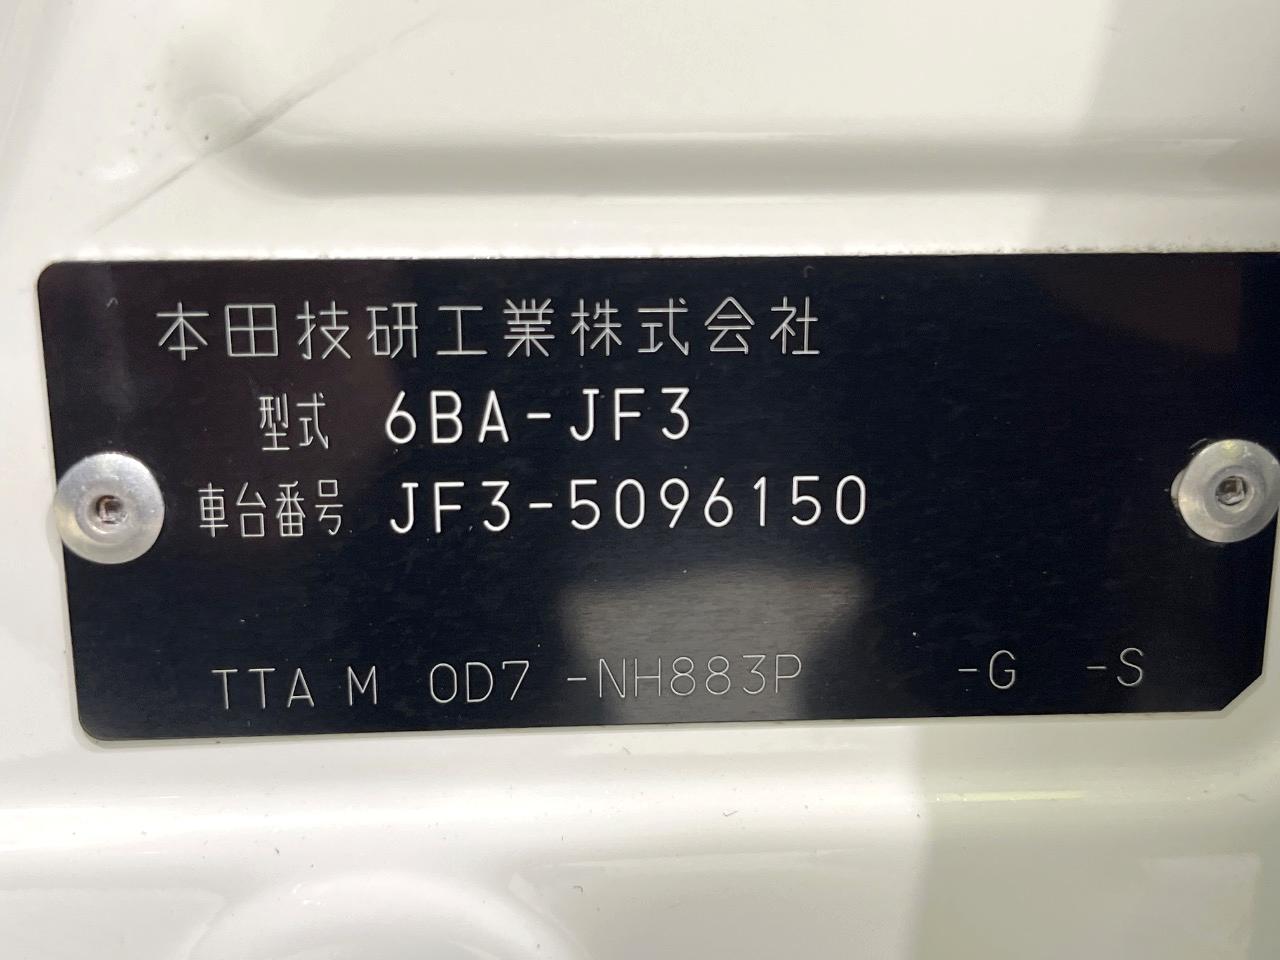 本田技研工業株式会社
型式 6BA-JF3
車台番号 JF3-5096150
TTA M 0D7 -NH883P -G -S